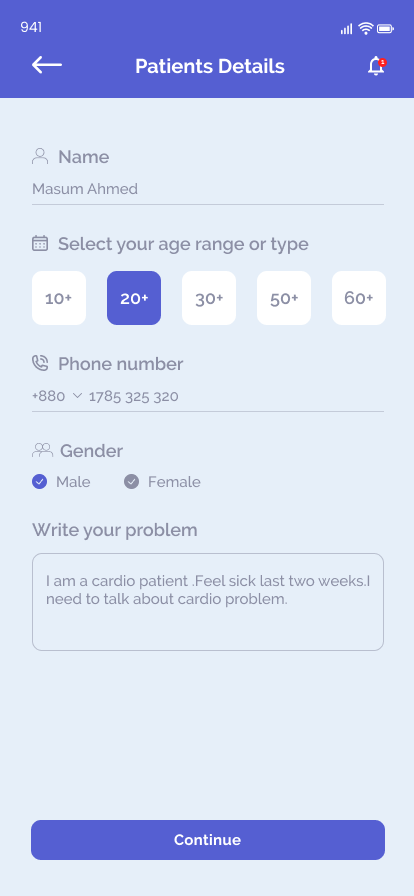 941
Patients Details
1
Name
Masum Ahmed
Select your age range or type
10+ 20+ 30+ 50+ 60+
Phone number
+880 1785 325 320
Gender
Male Female
Write your problem
I am a cardio patient .Feel sick last two weeks.I
need to talk about cardio problem.
Continue